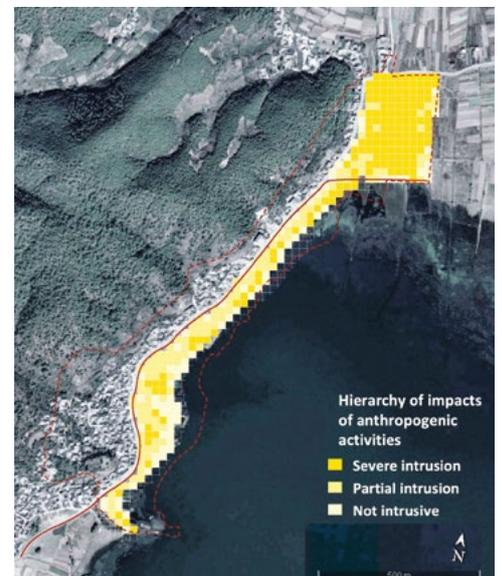 Hierarchy of impacts
of anthropogenic
activities
Severe intrusion
Partial intrusion
Not intrusive
N
500 m